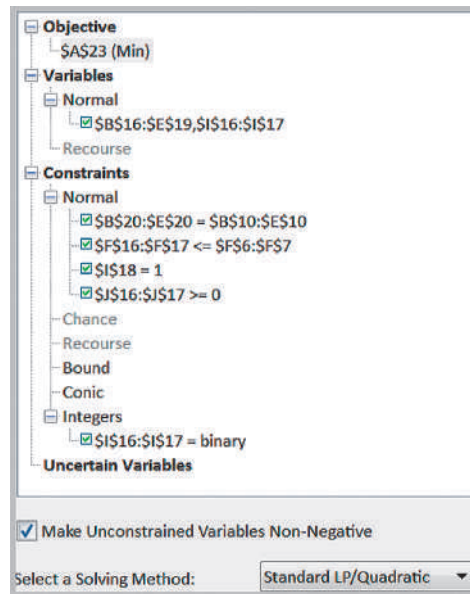 Objective
$A$23 (Min)
Variables
Normal
$B$16:$E$19,$I$16:$I$17
Recourse
Constraints
Normal
$B$20:$E$20 = $B$10:$E$10
$F$16:$F$17 <= $F$6:$F$7
$I$18 = 1
$J$16:$J$17 >= 0
Chance
Recourse
Bound
Conic
Integers
$I$16:$I$17 = binary
Uncertain Variables
Make Unconstrained Variables Non-Negative
Select a Solving Method: Standard LP/Quadratic